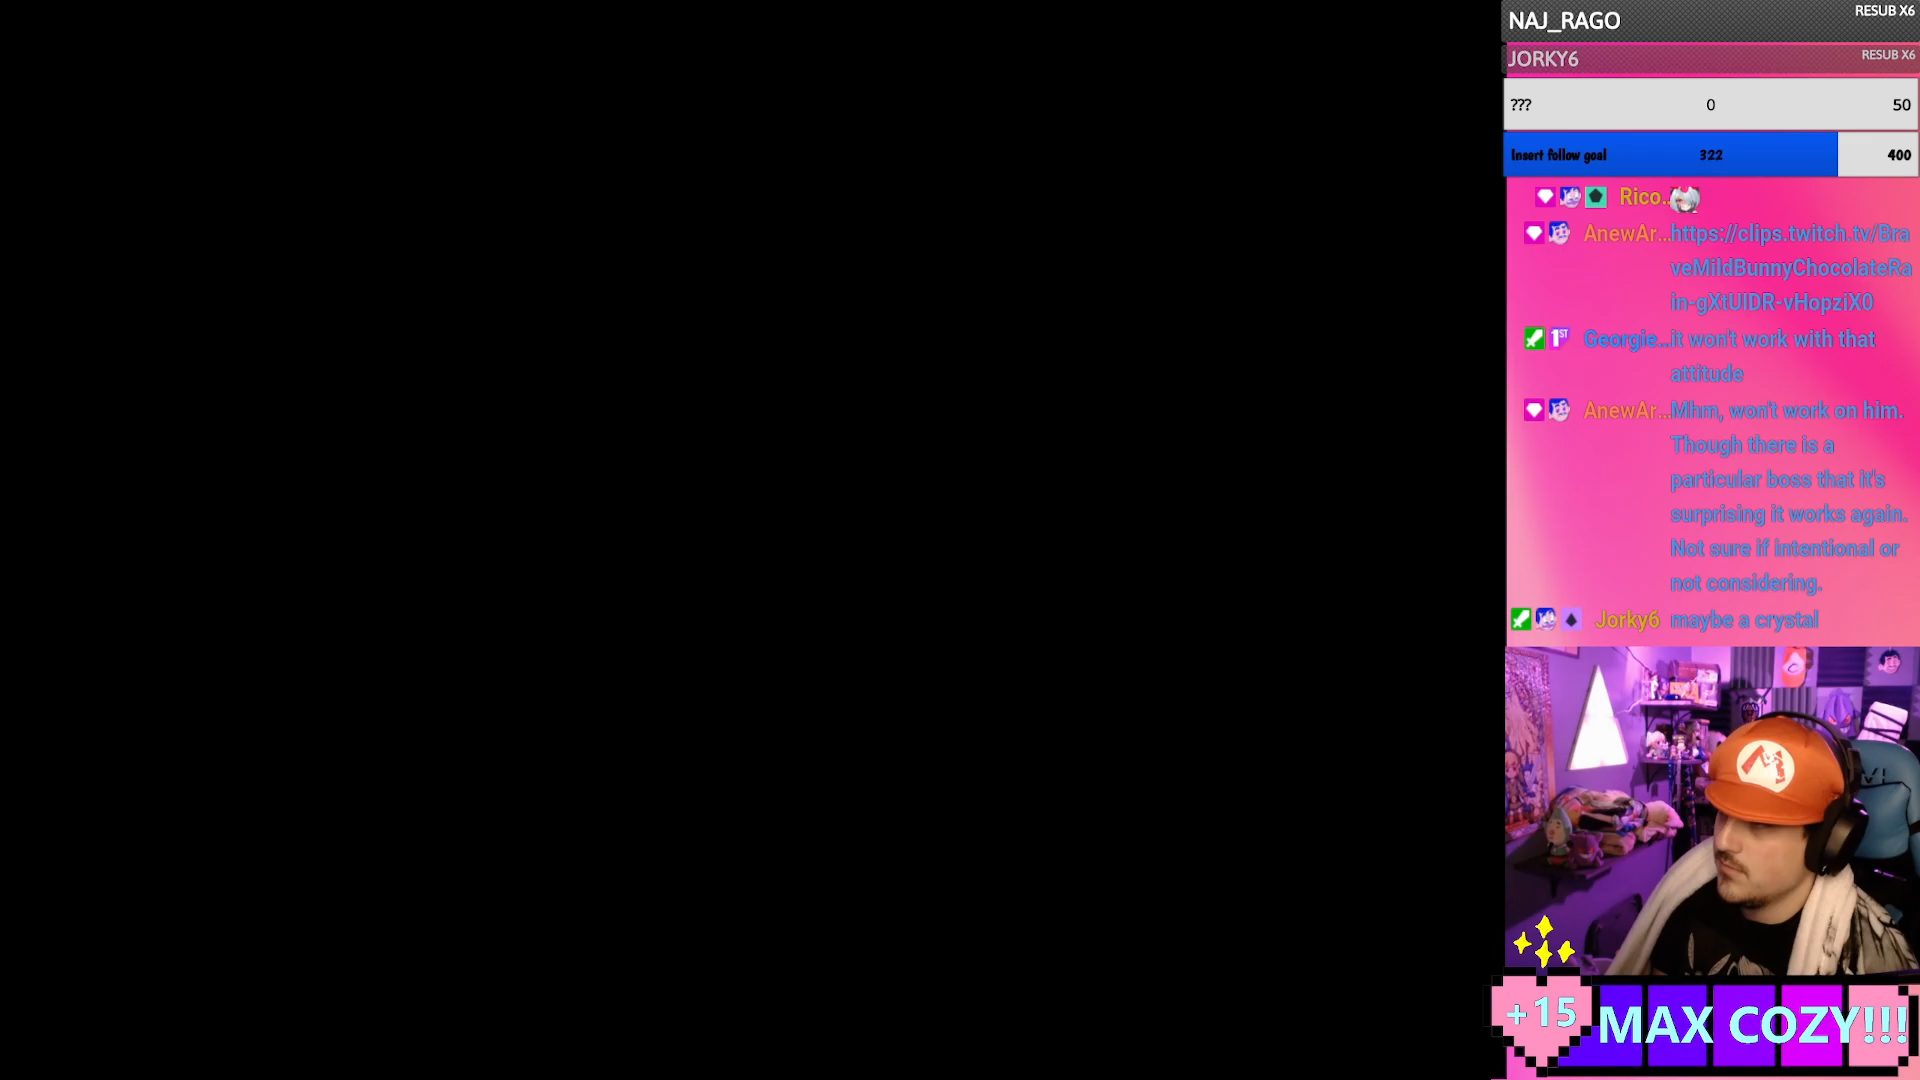 NAJ_RAGO RESUB X6
JORKY6 RESUB X6
??? 0 50
Insert follow goal 322 400
Rico..
AnewAr...https://clips.twitch.tv/Bra
veMildBunnyChocolateRa
in-gXtUIDR-vHopziX0
1ST Georgie...it won't work with that
attitude
AnewAr...Mhm, won't work on him.
Though there is a
particular boss that it's
surprising it works again.
Not sure if intentional or
not considering.
Jorky6 maybe a crystal
M
+15 MAX COZY!!!